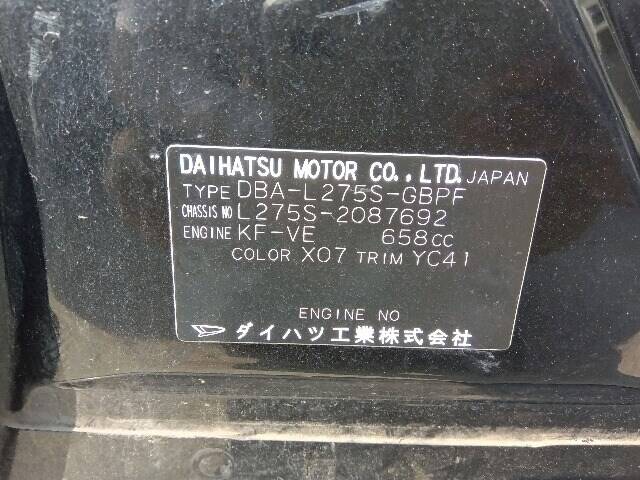 DAIHATSU MOTOR CO.,LTD. JAPAN
TYPE DBA-L275S-GBPF
CHASSIS NO L275S-2087692
ENGINE KF-VE 658cc
COLOR X07 TRIM YC41
ENGINE NO
ダイハツ工業株式会社